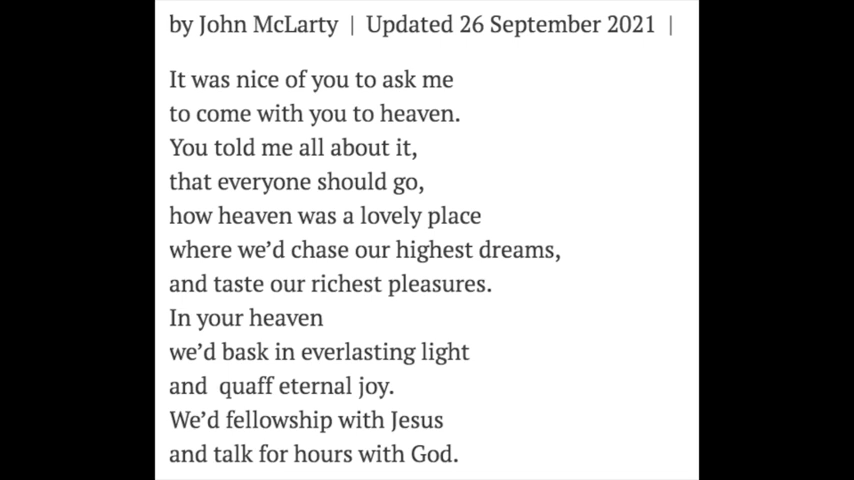 by John McLarty | Updated 26 September 2021 |
It was nice of you to ask me
to come with you to heaven.
You told me all about it,
that everyone should go,
how heaven was a lovely place
where we’d chase our highest dreams,
and taste our richest pleasures.
In your heaven
we’d bask in everlasting light
and  quaff eternal joy.
We’d fellowship with Jesus
and talk for hours with God.